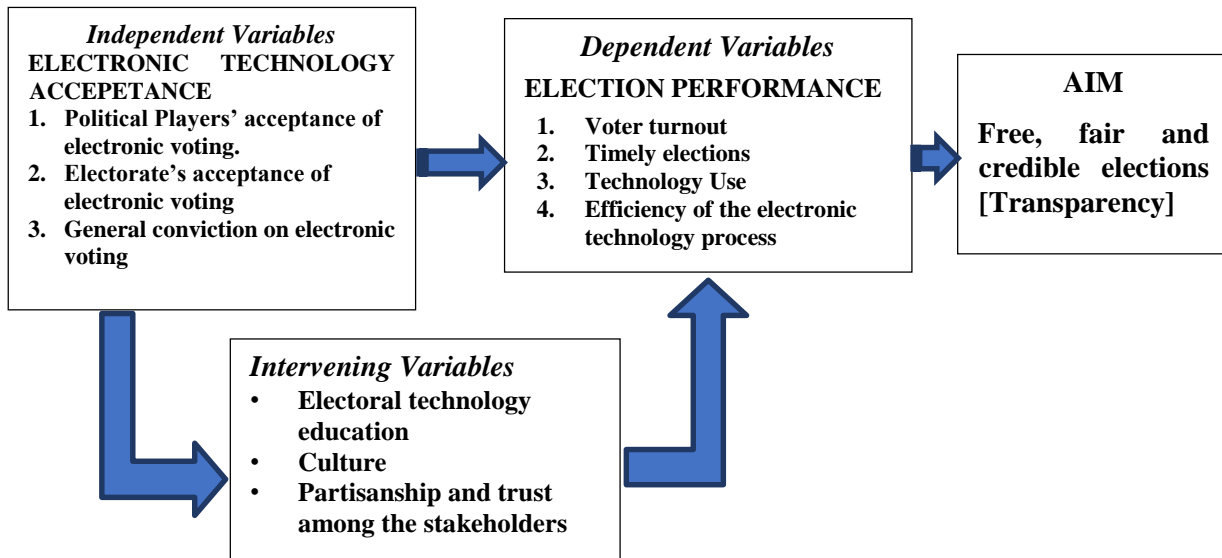 Independent Variables
ELECTRONIC TECHNOLOGY
ACCEPETANCE
1. Political Players’ acceptance of
electronic voting.
2. Electorate’s acceptance of
electronic voting
3. General conviction on electronic
voting
Dependent Variables
ELECTION PERFORMANCE
1. Voter turnout
2. Timely elections
3. Technology Use
4. Efficiency of the electronic
technology process
AIM
Free, fair and
credible elections
[Transparency]
Intervening Variables
• Electoral technology
education
• Culture
• Partisanship and trust
among the stakeholders